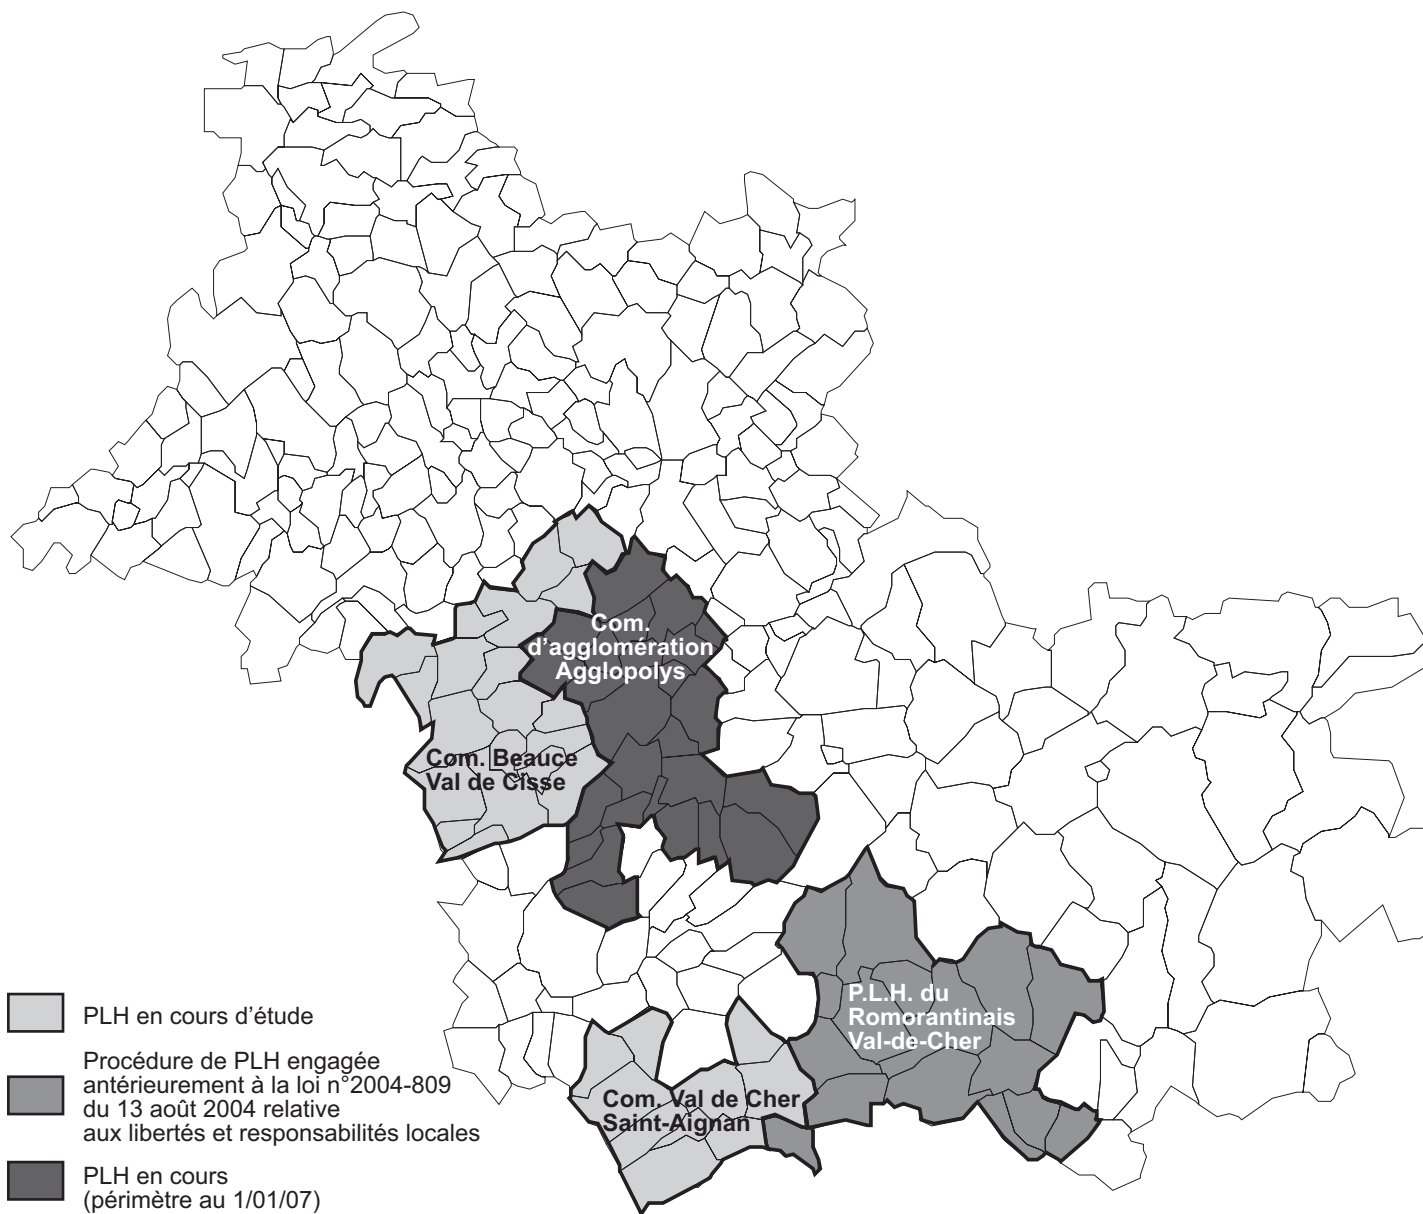 Com.
d’agglomération
Agglopolys
Com. Beauce
Val de Cisse
P.L.H. du
Romorantinais
Val-de-Cher
Com. Val de Cher
Saint-Aignan
PLH en cours d’étude
Procédure de PLH engagée
antérieurement à la loi n°2004-809
du 13 août 2004 relative
aux libertés et responsabilités locales
PLH en cours
(périmètre au 1/01/07)